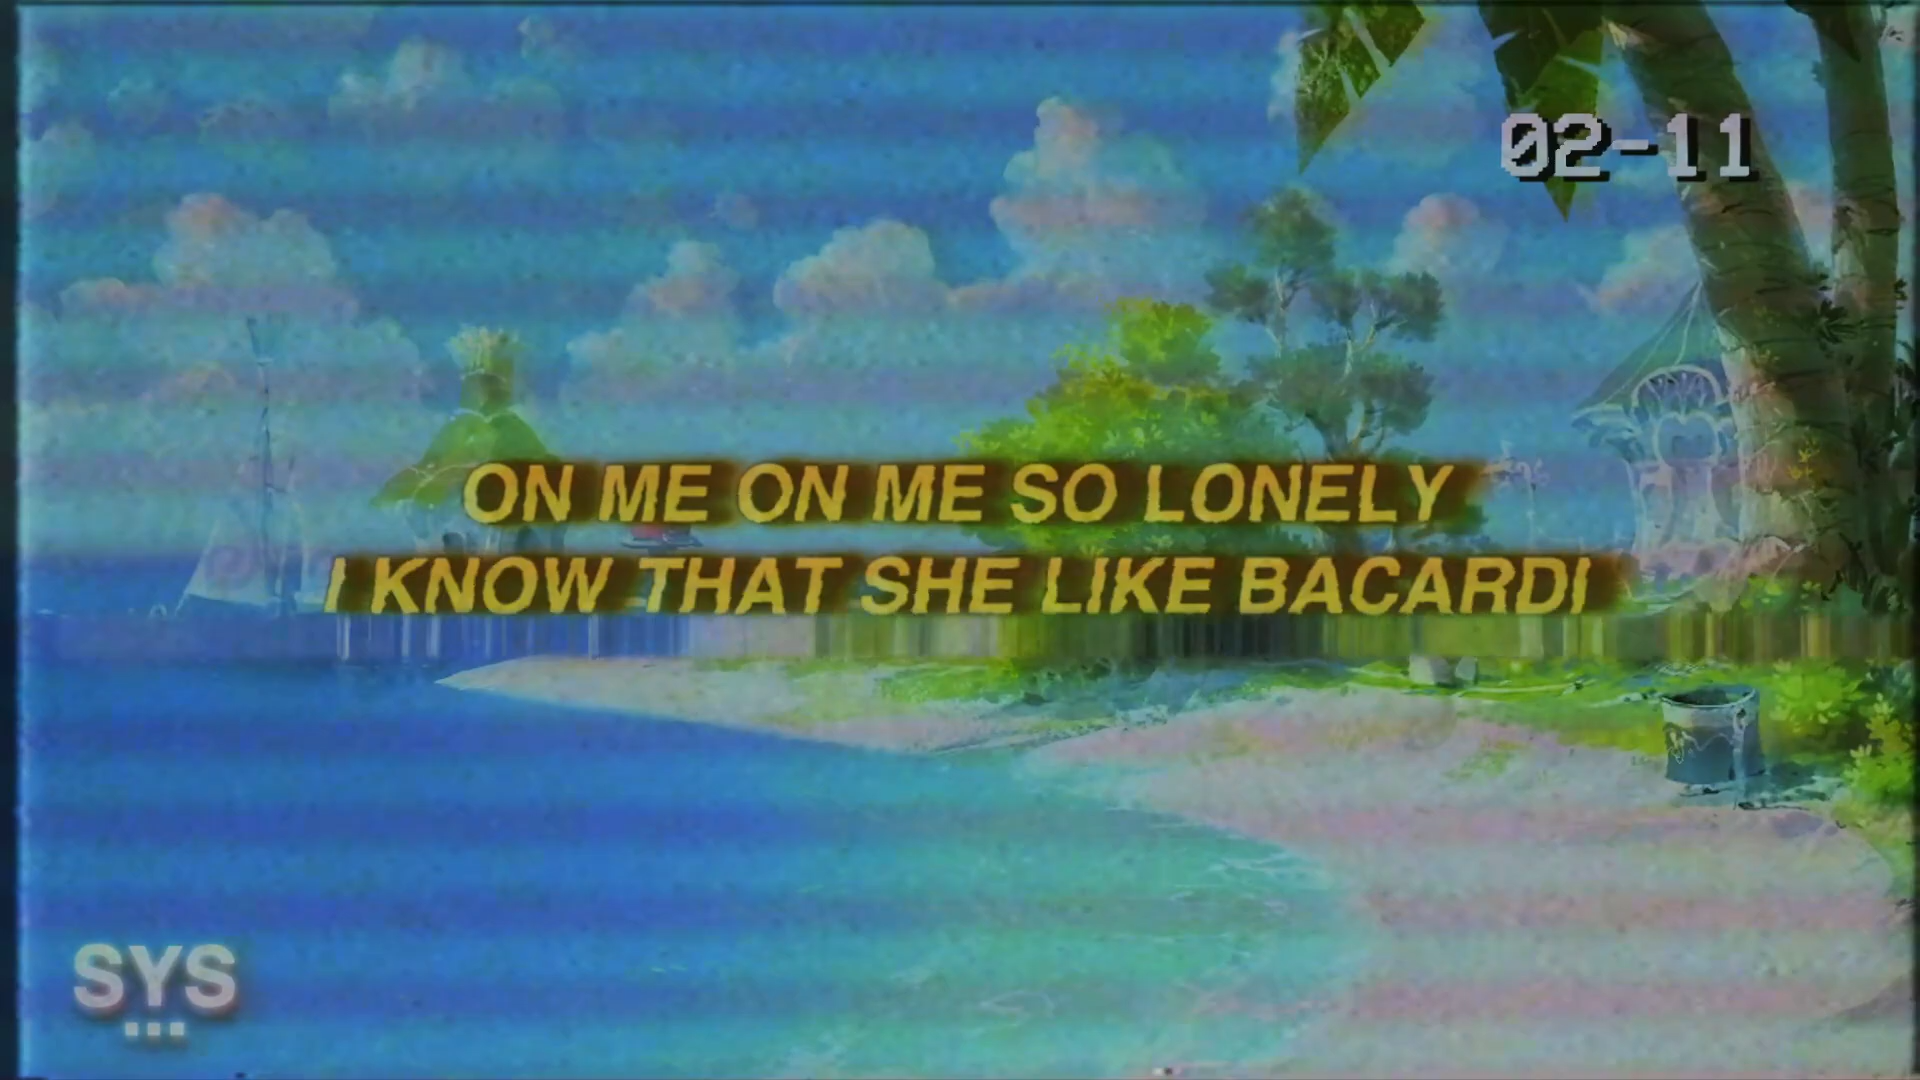 02-11
ON ME ON ME SO LONELY
I KNOW THAT SHE LIKE BACARDI
SYS
...